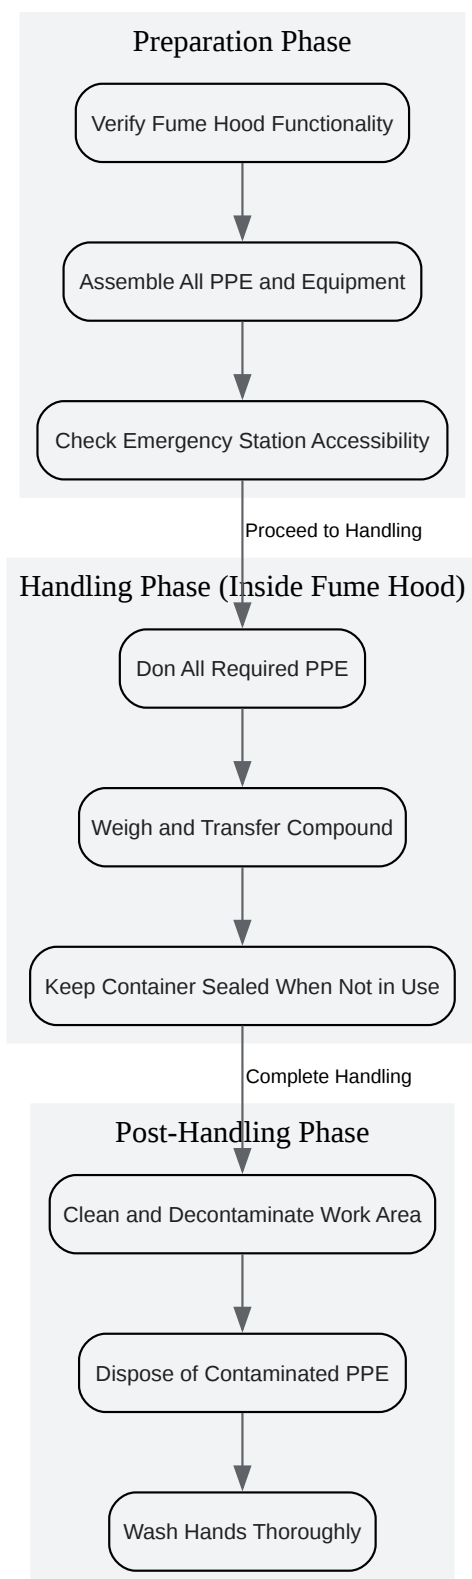 Preparation Phase
Verify Fume Hood Functionality
Assemble All PPE and Equipment
Check Emergency Station Accessibility
Proceed to Handling
Handling Phase (Inside Fume Hood)
Don All Required PPE
Weigh and Transfer Compound
Keep Container Sealed When Not in Use
Complete Handling
Post-Handling Phase
Clean and Decontaminate Work Area
Dispose of Contaminated PPE
Wash Hands Thoroughly